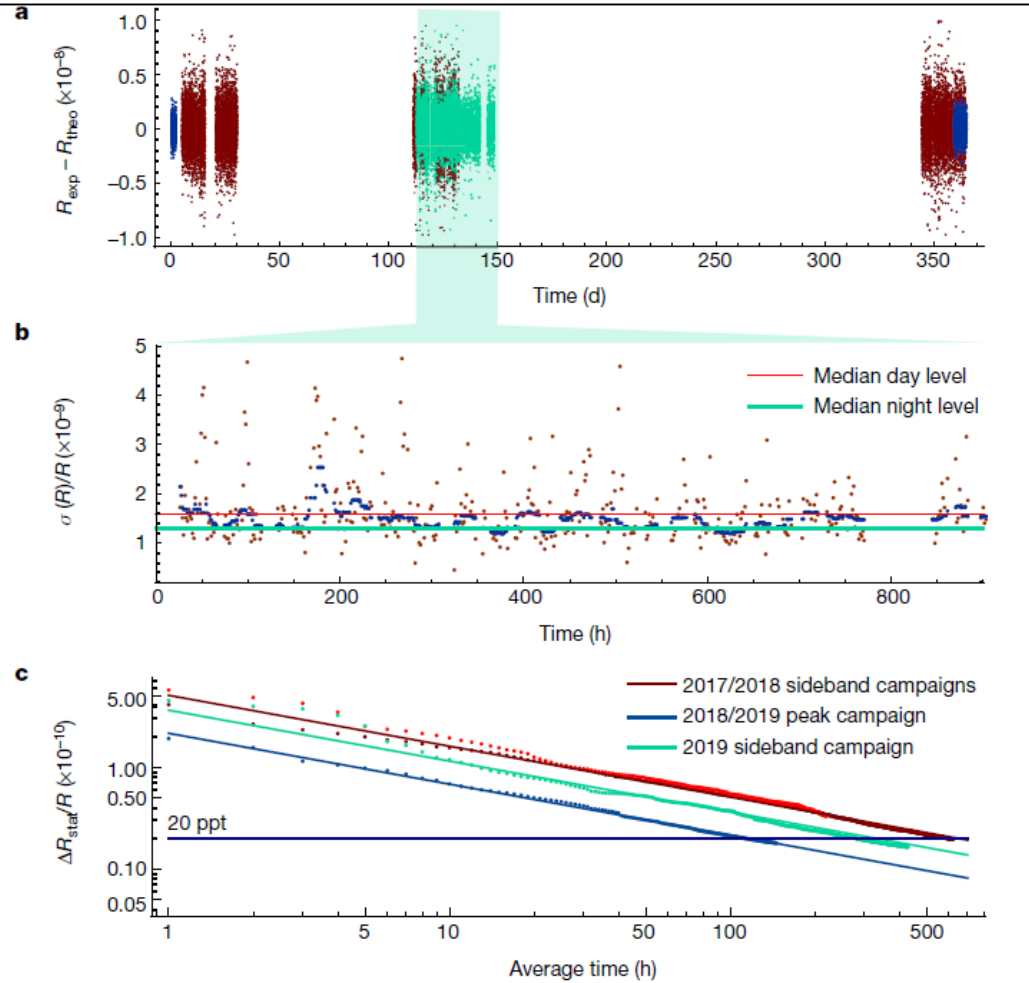 a
R_exp − R_theo (×10⁻⁸)
1.0
0.5
0
−0.5
−1.0
0 50 100 150 200 250 300 350
Time (d)
b
σ (R)/R (×10⁻⁹)
5
4
3
2
1
Median day level
Median night level
0 200 400 600 800
Time (h)
c
ΔR_stat/R (×10⁻¹⁰)
5.00
1.00
0.50
0.10
0.05
2017/2018 sideband campaigns
2018/2019 peak campaign
2019 sideband campaign
20 ppt
1 5 10 50 100 500
Average time (h)